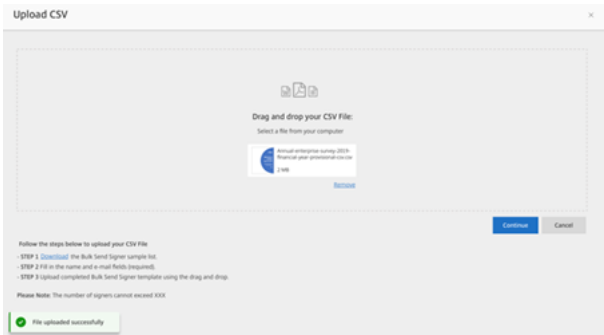 Upload CSV
Drag and drop your CSV File:
Select a file from your computer
Annual-enterprise-survey-2019-
financial-year-provisional-csv.csv
2 MB
Remove
Continue Cancel
Follow the steps below to upload your CSV File
- STEP 1 Download the Bulk Send Signer sample list.
- STEP 2 Fill in the name and e-mail fields (required).
- STEP 3 Upload completed Bulk Send Signer template using the drag and drop.
Please Note: The number of signers cannot exceed XXX
File uploaded successfully